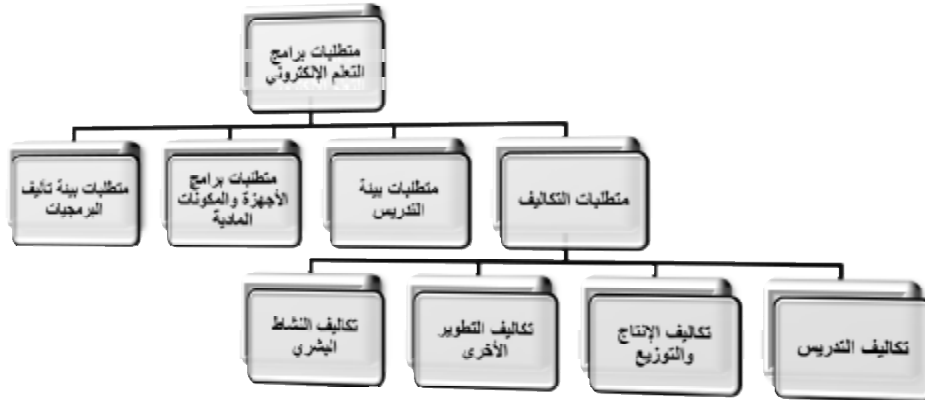 متطلبات برامج
التعلم الإلكتروني
متطلبات التكاليف
متطلبات بيئة
التدريس
متطلبات برامج
الأجهزة والمكونات
المادية
متطلبات بيئة تأليف
البرمجيات
تكاليف التدريس
تكاليف الإنتاج
والتوزيع
تكاليف التطوير
الأخرى
تكاليف النشاط
البشري